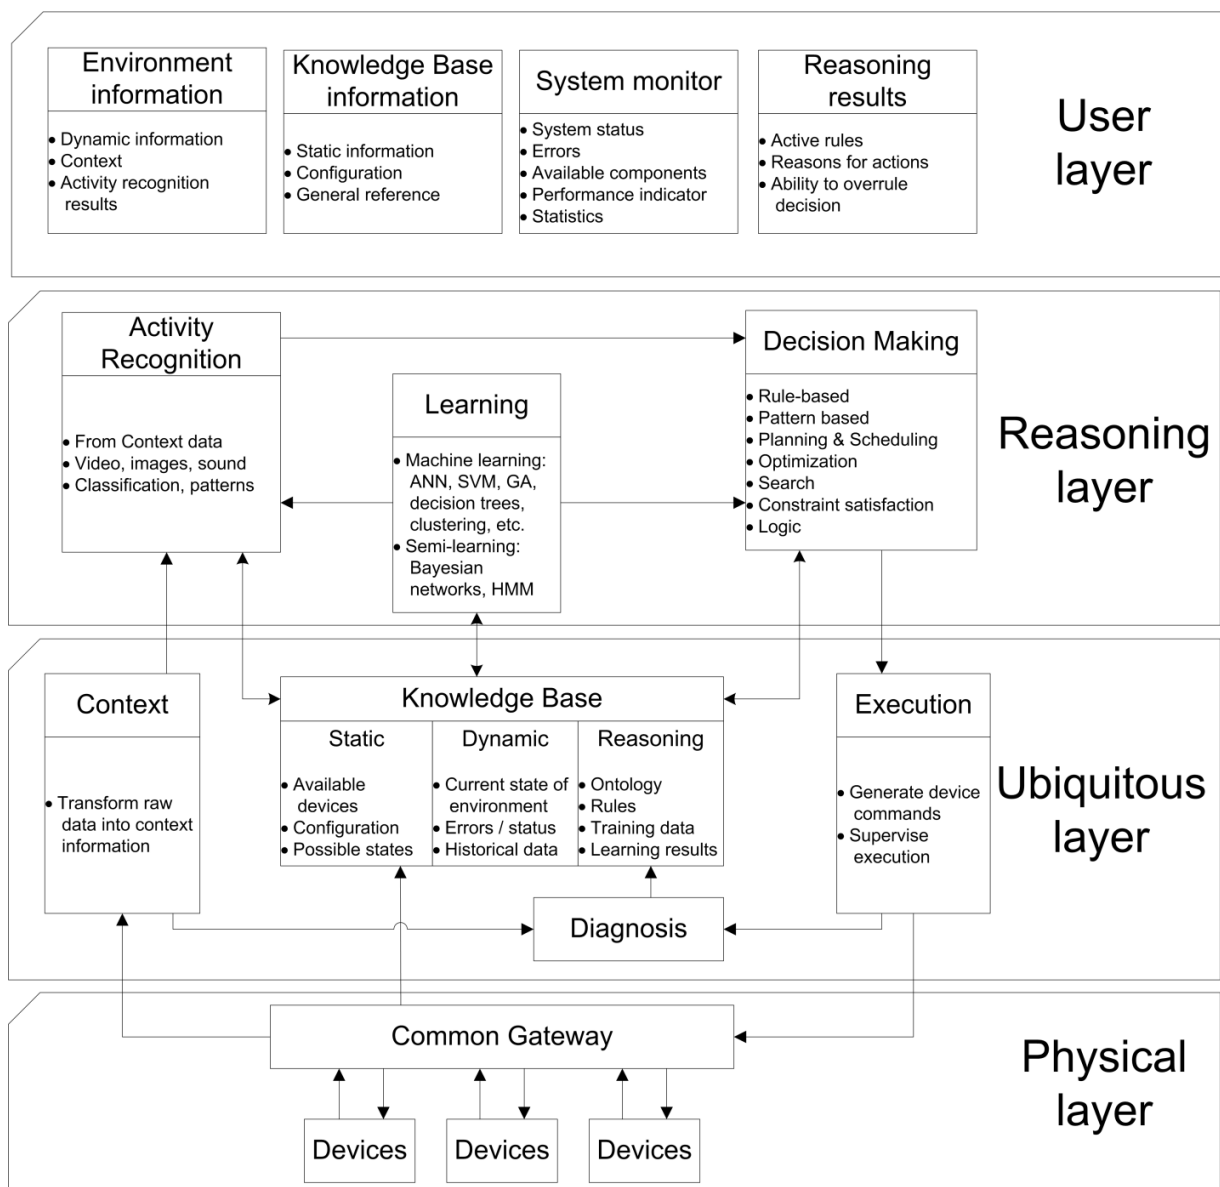 Environment
information
● Dynamic information
● Context
● Activity recognition
results
Knowledge Base
information
● Static information
● Configuration
● General reference
System monitor
● System status
● Errors
● Available components
● Performance indicator
● Statistics
Reasoning
results
● Active rules
● Reasons for actions
● Ability to overrule
decision
User
layer
Activity
Recognition
● From Context data
● Video, images, sound
● Classification, patterns
Learning
● Machine learning:
ANN, SVM, GA,
decision trees,
clustering, etc.
● Semi-learning:
Bayesian
networks, HMM
Decision Making
● Rule-based
● Pattern based
● Planning & Scheduling
● Optimization
● Search
● Constraint satisfaction
● Logic
Reasoning
layer
Context
● Transform raw
data into context
information
Knowledge Base
Static
● Available
devices
● Configuration
● Possible states
Dynamic
● Current state of
environment
● Errors / status
● Historical data
Reasoning
● Ontology
● Rules
● Training data
● Learning results
Diagnosis
Execution
● Generate device
commands
● Supervise
execution
Ubiquitous
layer
Common Gateway
Devices
Devices
Devices
Physical
layer